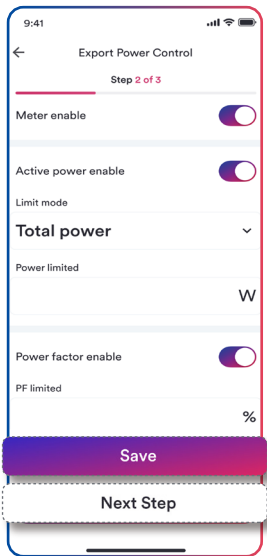 9:41
Export Power Control
Step 2 of 3
Meter enable
Active power enable
Limit mode
Total power
Power limited
W
Power factor enable
PF limited
%
Save
Next Step